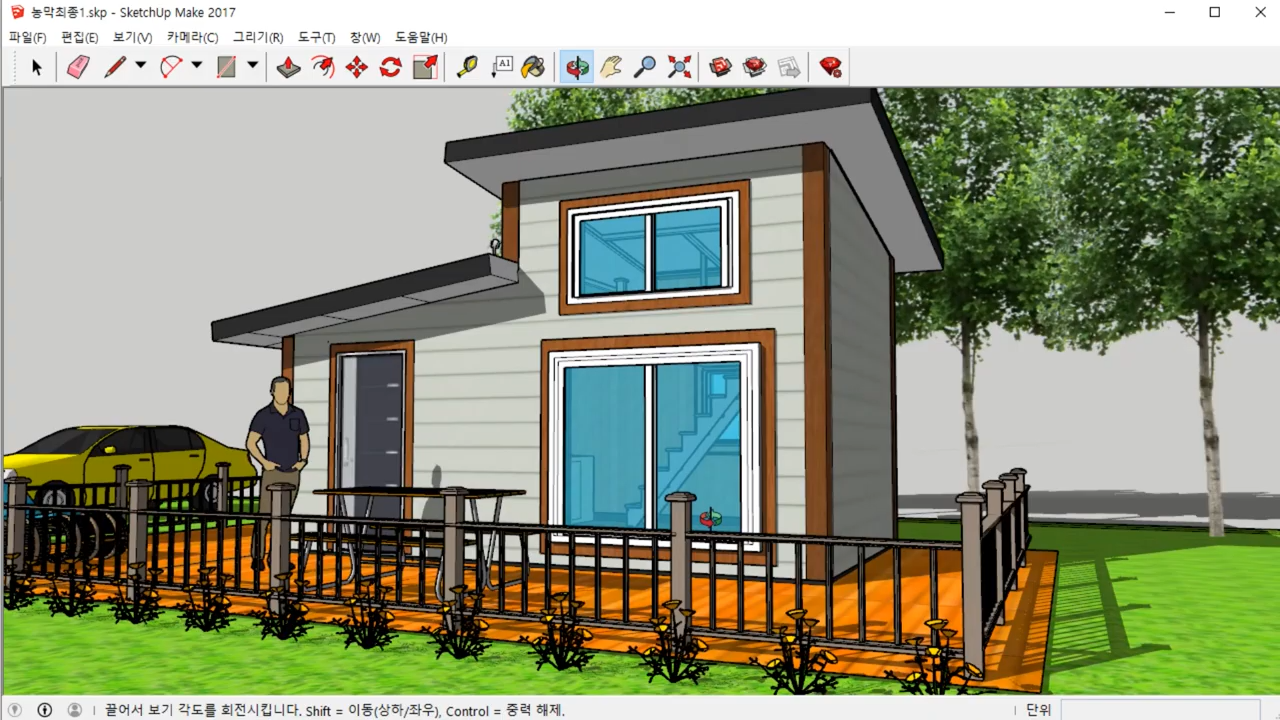 농막최종1.skp - SketchUp Make 2017
파일(F) 편집(E) 보기(V) 카메라(C) 그리기(R) 도구(T) 창(W) 도움말(H)
A1
끌어서 보기 각도를 회전시킵니다. Shift = 이동(상하/좌우), Control = 중력 해제.
단위